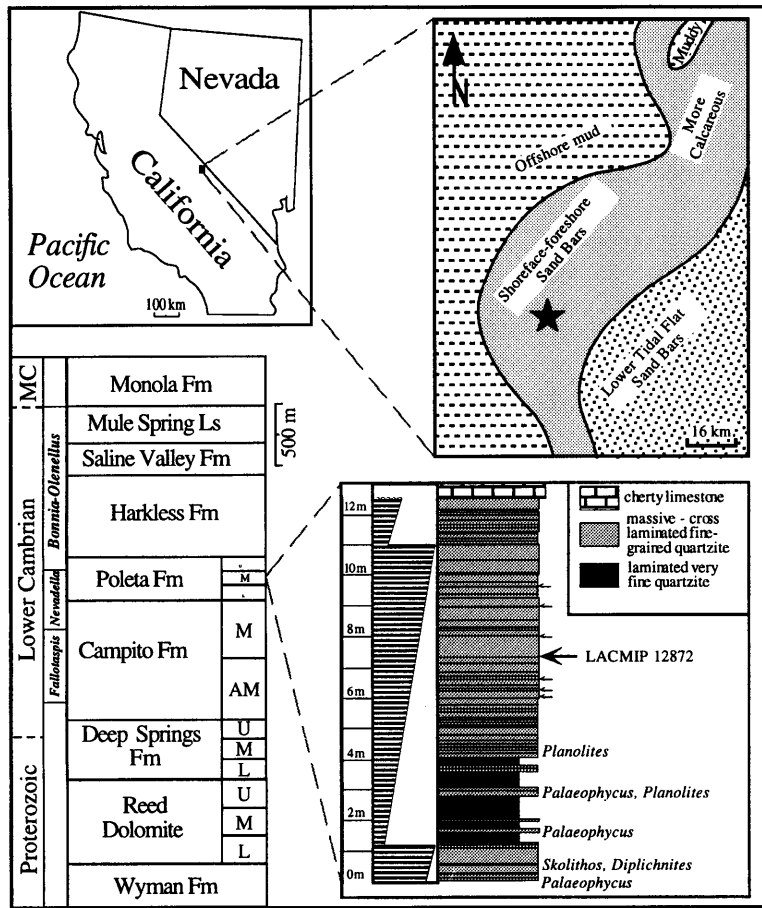 Nevada
California
Pacific
Ocean
100 km
N
Muddy
More
Calcareous
Offshore mud
Shoreface-foreshore
Sand Bars
Lower Tidal Flat
Sand Bars
16 km
MC
Lower Cambrian
Proterozoic
Bonnia-Olenellus
Nevadella
Fallotaspis
Monola Fm
Mule Spring Ls
Saline Valley Fm
Harkless Fm
Poleta Fm
M
Campito Fm
M
AM
Deep Springs
Fm
U
M
L
Reed
Dolomite
U
M
L
Wyman Fm
500 m
12m
10m
8m
6m
4m
2m
0m
cherty limestone
massive - cross
laminated fine-
grained quartzite
laminated very
fine quartzite
LACMIP 12872
Planolites
Palaeophycus, Planolites
Palaeophycus
Skolithos, Diplichnites
Palaeophycus